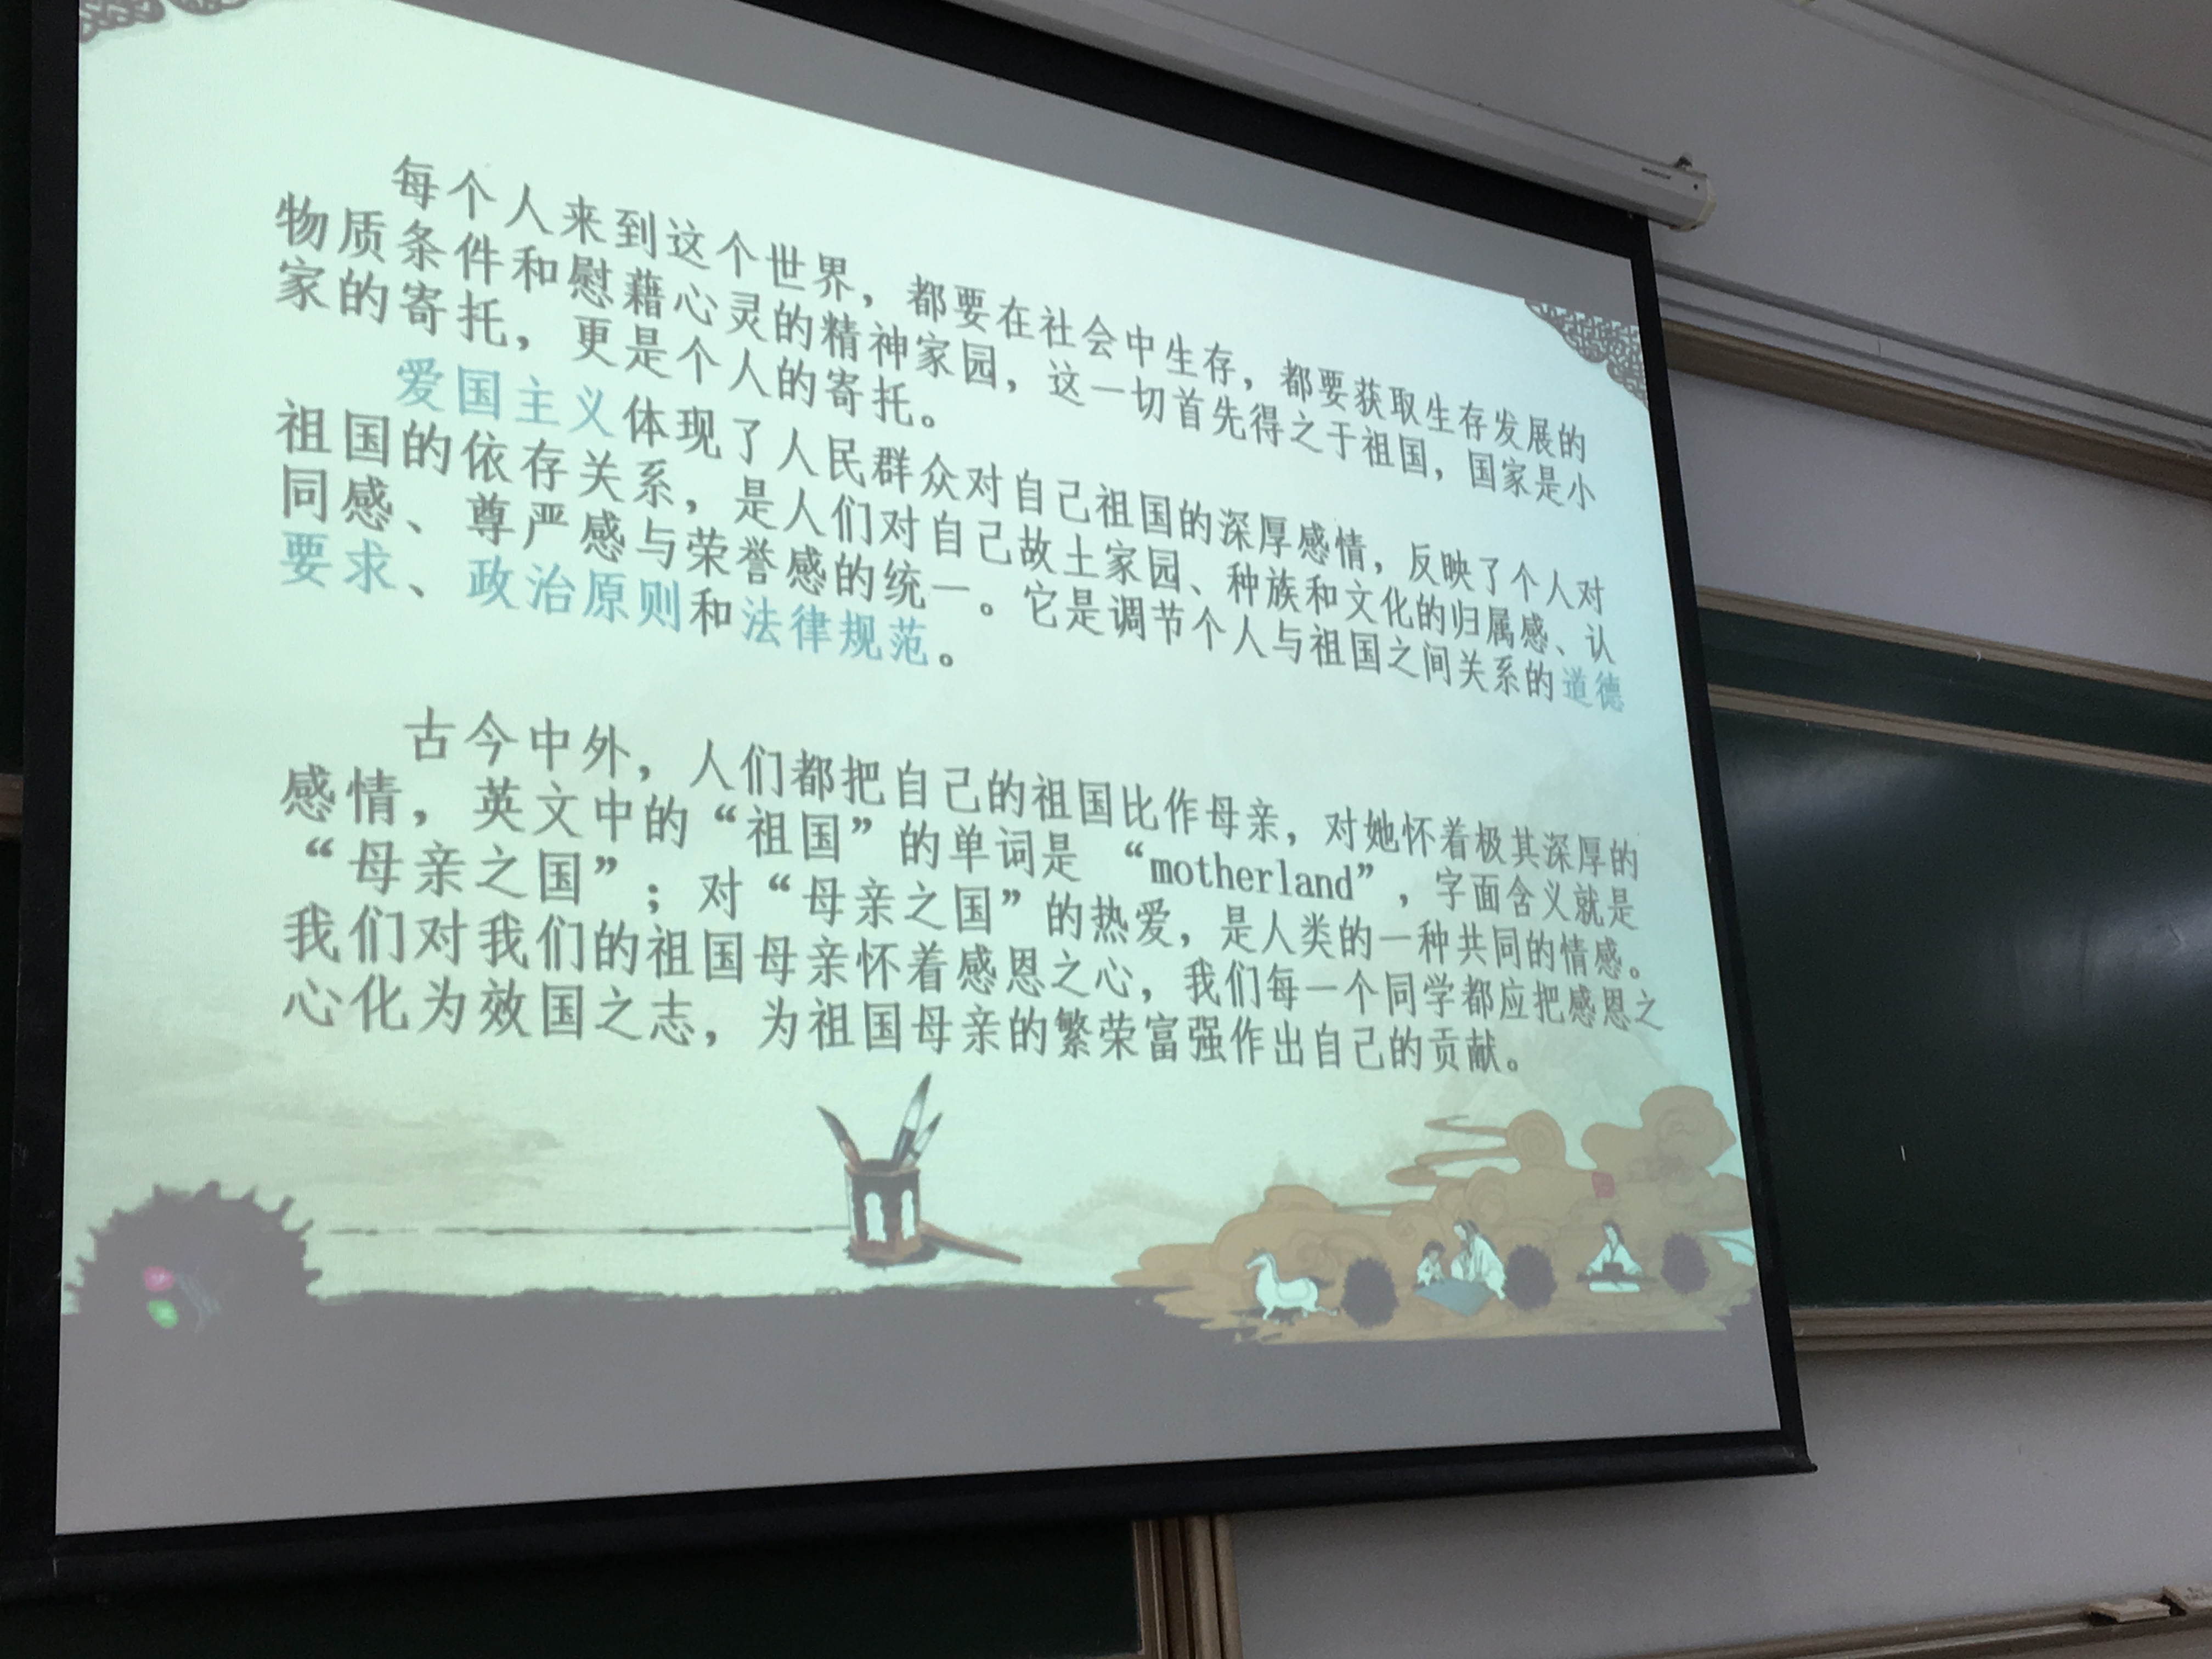 每个人来到这个世界，都要在社会中生存，都要获取生存发展的
物质条件和慰藉心灵的精神家园，这一切首先得之于祖国，国家是小
家的寄托，更是个人的寄托。
爱国主义体现了人民群众对自己祖国的深厚感情，反映了个人对
祖国的依存关系，是人们对自己故土家园、种族和文化的归属感、认
同感、尊严感与荣誉感的统一。它是调节个人与祖国之间关系的道德
要求、政治原则和法律规范。
古今中外，人们都把自己的祖国比作母亲，对她怀着极其深厚的
感情，英文中的“祖国”的单词是 “motherland”，字面含义就是
“母亲之国”；对“母亲之国”的热爱，是人类的一种共同的情感。
我们对我们的祖国母亲怀着感恩之心，我们每一个同学都应把感恩之
心化为效国之志，为祖国母亲的繁荣富强作出自己的贡献。